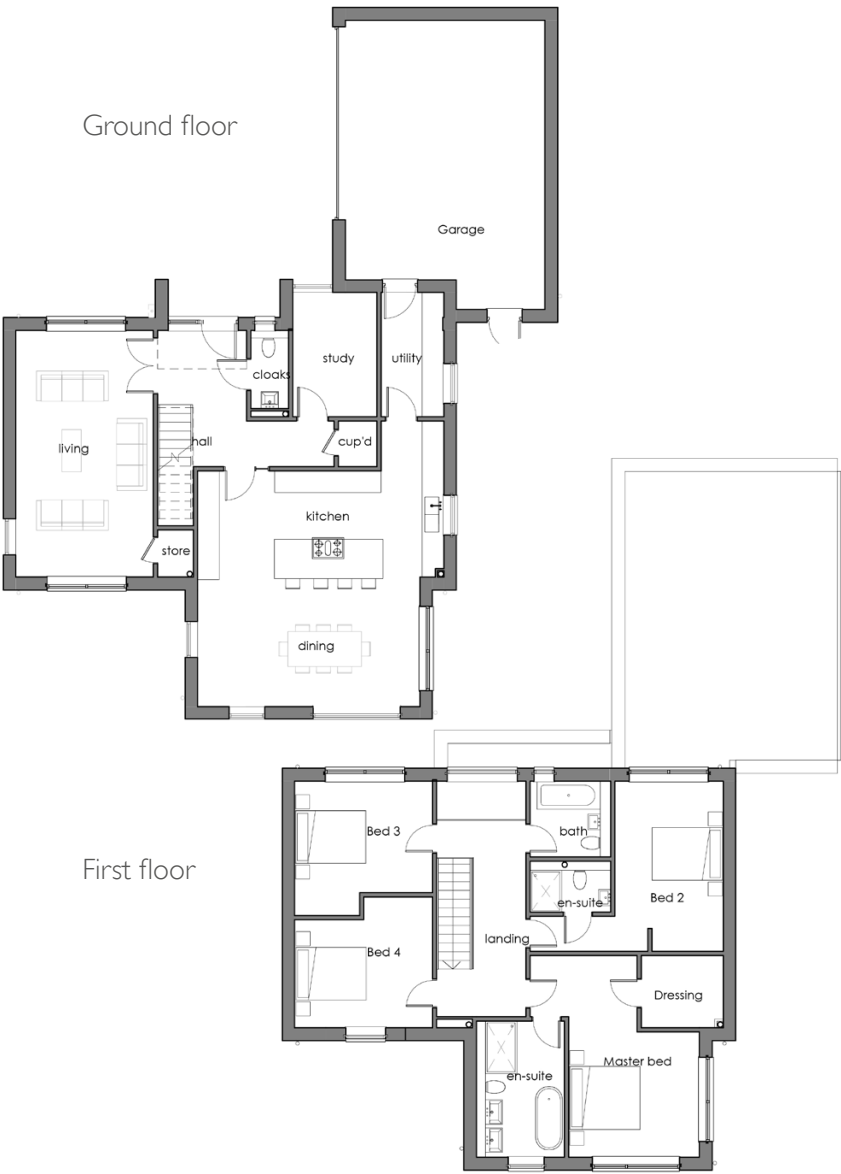 Ground floor
Garage
study
utility
cloaks
hall
cup'd
living
kitchen
store
dining
First floor
Bed 3
bath
Bed 2
en-suite
landing
Bed 4
Dressing
Master bed
en-suite